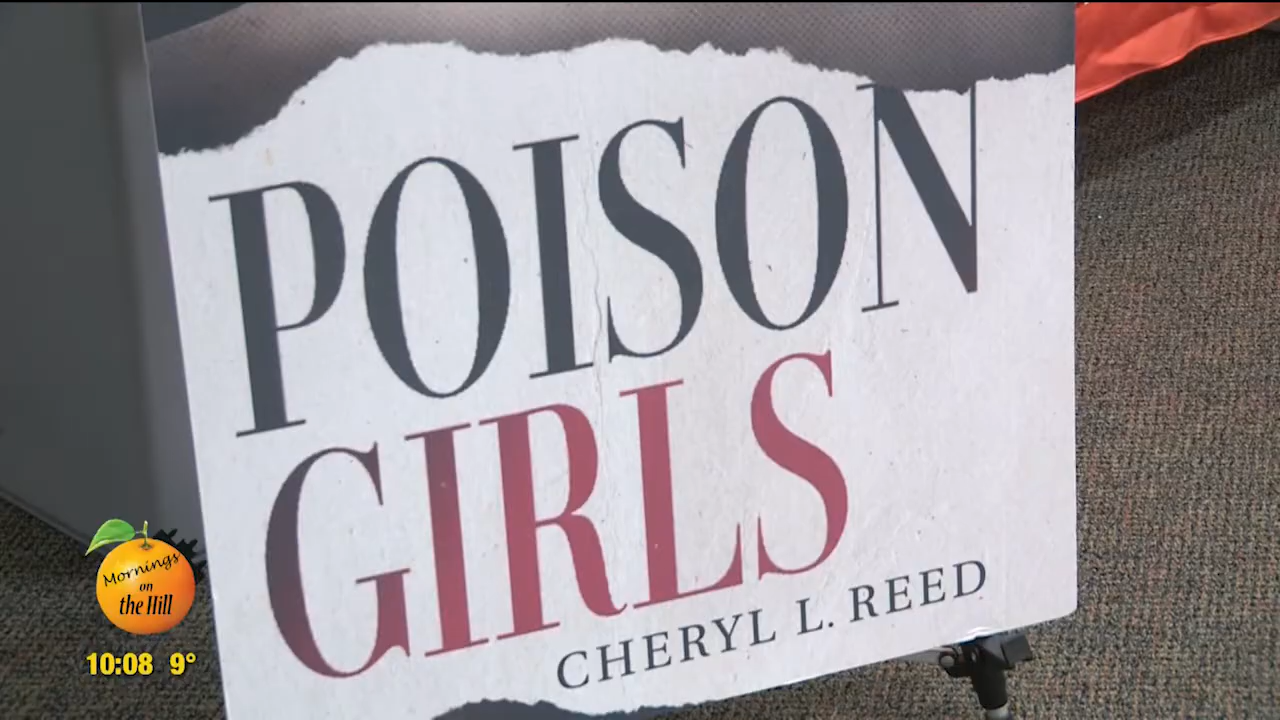 POISON
GIRLS
CHERYL L. REED
Mornings
on
the Hill
10:08 9°